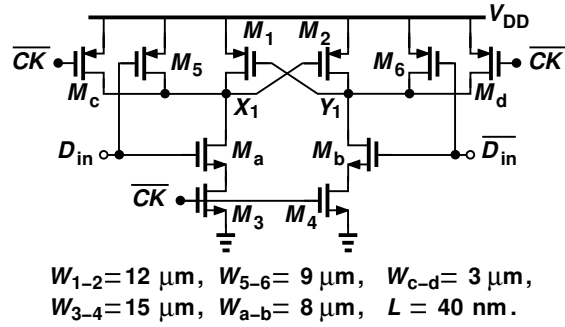 V_DD
M_1 M_2
\overline{CK} M_5 M_6 \overline{CK}
M_c X_1 Y_1 M_d
D_in M_a M_b \overline{D_in}
\overline{CK} M_3 M_4
W_1–2 = 12 μm, W_5–6 = 9 μm, W_c–d = 3 μm,
W_3–4 = 15 μm, W_a–b = 8 μm, L = 40 nm.